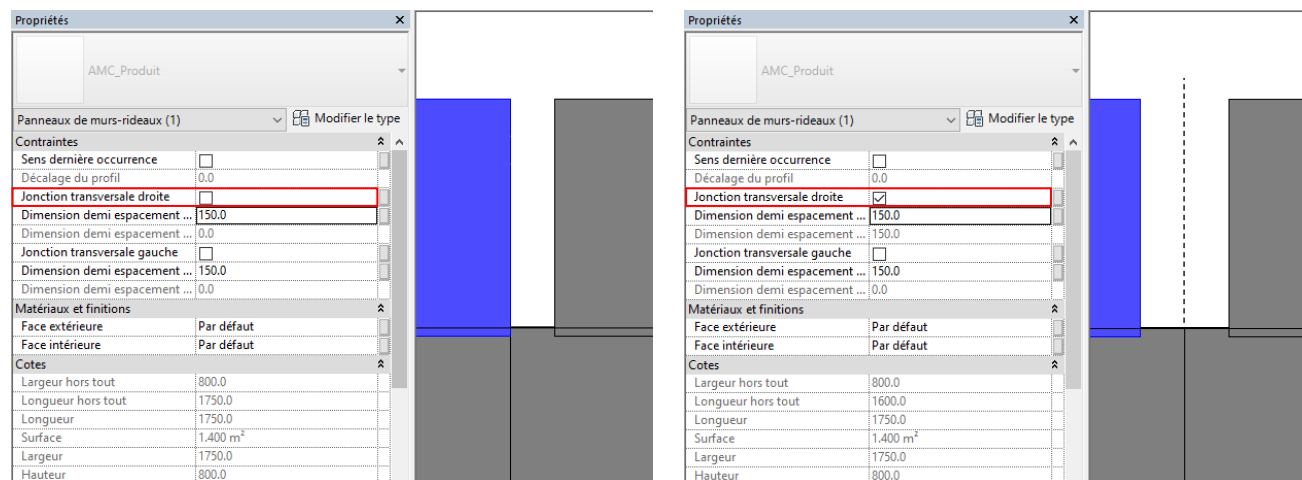 Propriétés
AMC_Produit
Panneaux de murs-rideaux (1)
Modifier le type
Contraintes
Sens dernière occurrence
Décalage du profil 0.0
Jonction transversale droite
Dimension demi espacement ... 150.0
Dimension demi espacement ... 0.0
Jonction transversale gauche
Dimension demi espacement ... 150.0
Dimension demi espacement ... 0.0
Matériaux et finitions
Face extérieure Par défaut
Face intérieure Par défaut
Cotes
Largeur hors tout 800.0
Longueur hors tout 1750.0
Longueur 1750.0
Surface 1.400 m²
Largeur 1750.0
Hauteur 800.0
Propriétés
AMC_Produit
Panneaux de murs-rideaux (1)
Modifier le type
Contraintes
Sens dernière occurrence
Décalage du profil 0.0
Jonction transversale droite
Dimension demi espacement ... 150.0
Dimension demi espacement ... 150.0
Jonction transversale gauche
Dimension demi espacement ... 150.0
Dimension demi espacement ... 0.0
Matériaux et finitions
Face extérieure Par défaut
Face intérieure Par défaut
Cotes
Largeur hors tout 800.0
Longueur hors tout 1600.0
Longueur 1750.0
Surface 1.400 m²
Largeur 1750.0
Hauteur 800.0